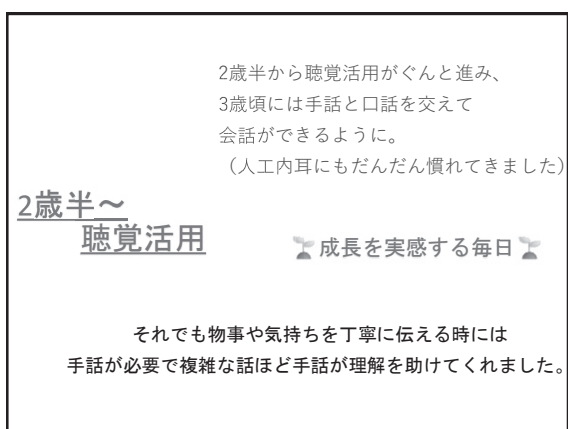 2歳半から聴覚活用がぐんと進み、
3歳頃には手話と口話を交えて
会話ができるように。
（人工内耳にもだんだん慣れてきました）
2歳半～
聴覚活用
成長を実感する毎日
それでも物事や気持ちを丁寧に伝える時には
手話が必要で複雑な話ほど手話が理解を助けてくれました。